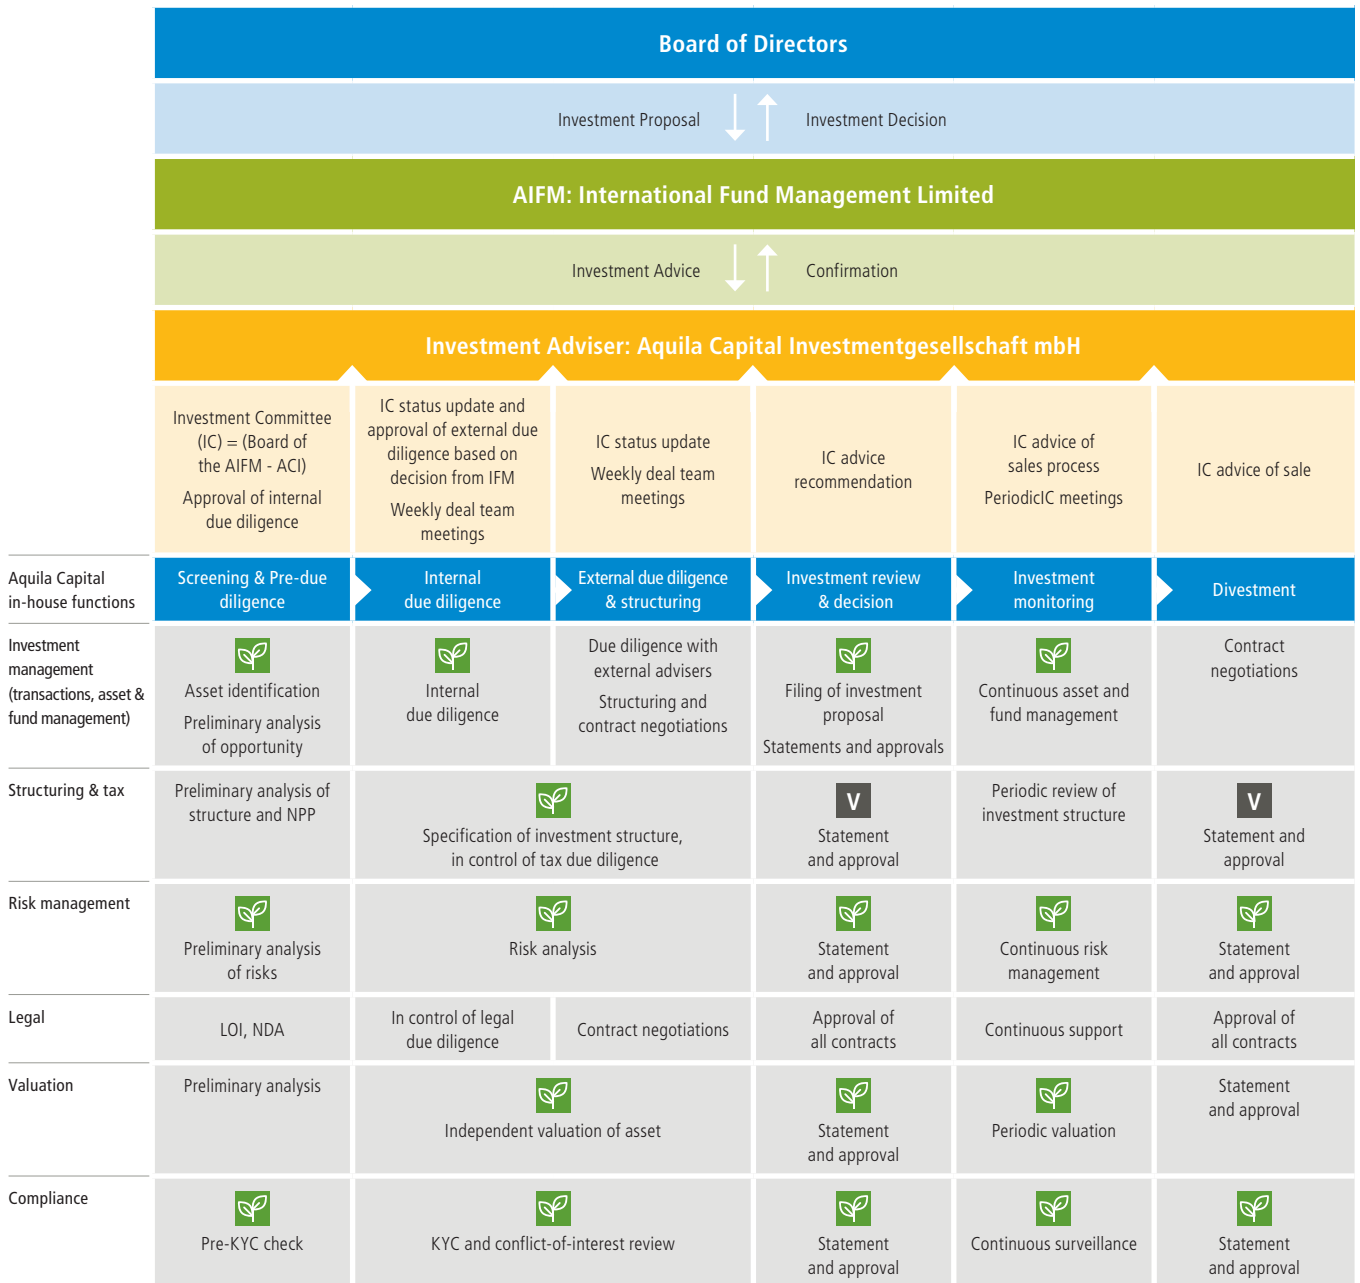 Board of Directors
Investment Proposal
Investment Decision
AIFM: International Fund Management Limited
Investment Advice
Confirmation
Investment Adviser: Aquila Capital Investmentgesellschaft mbH
Investment Committee
(IC) = (Board of
the AIFM - ACI)
Approval of internal
due diligence
IC status update and
approval of external due
diligence based on
decision from IFM
Weekly deal team
meetings
IC status update
Weekly deal team
meetings
IC advice
recommendation
IC advice of
sales process
PeriodicIC meetings
IC advice of sale
Aquila Capital
in-house functions
Screening & Pre-due
diligence
Internal
due diligence
External due diligence
& structuring
Investment review
& decision
Investment
monitoring
Divestment
Investment
management
(transactions, asset &
fund management)
Asset identification
Preliminary analysis
of opportunity
Internal
due diligence
Due diligence with
external advisers
Structuring and
contract negotiations
Filing of investment
proposal
Statements and approvals
Continuous asset and
fund management
Contract
negotiations
Structuring & tax
Preliminary analysis of
structure and NPP
Specification of investment structure,
in control of tax due diligence
V
Statement
and approval
Periodic review of
investment structure
V
Statement and
approval
Risk management
Preliminary analysis
of risks
Risk analysis
Statement
and approval
Continuous risk
management
Statement
and approval
Legal
LOI, NDA
In control of legal
due diligence
Contract negotiations
Approval of
all contracts
Continuous support
Approval of
all contracts
Valuation
Preliminary analysis
Independent valuation of asset
Statement
and approval
Periodic valuation
Statement
and approval
Compliance
Pre-KYC check
KYC and conflict-of-interest review
Statement
and approval
Continuous surveillance
Statement
and approval